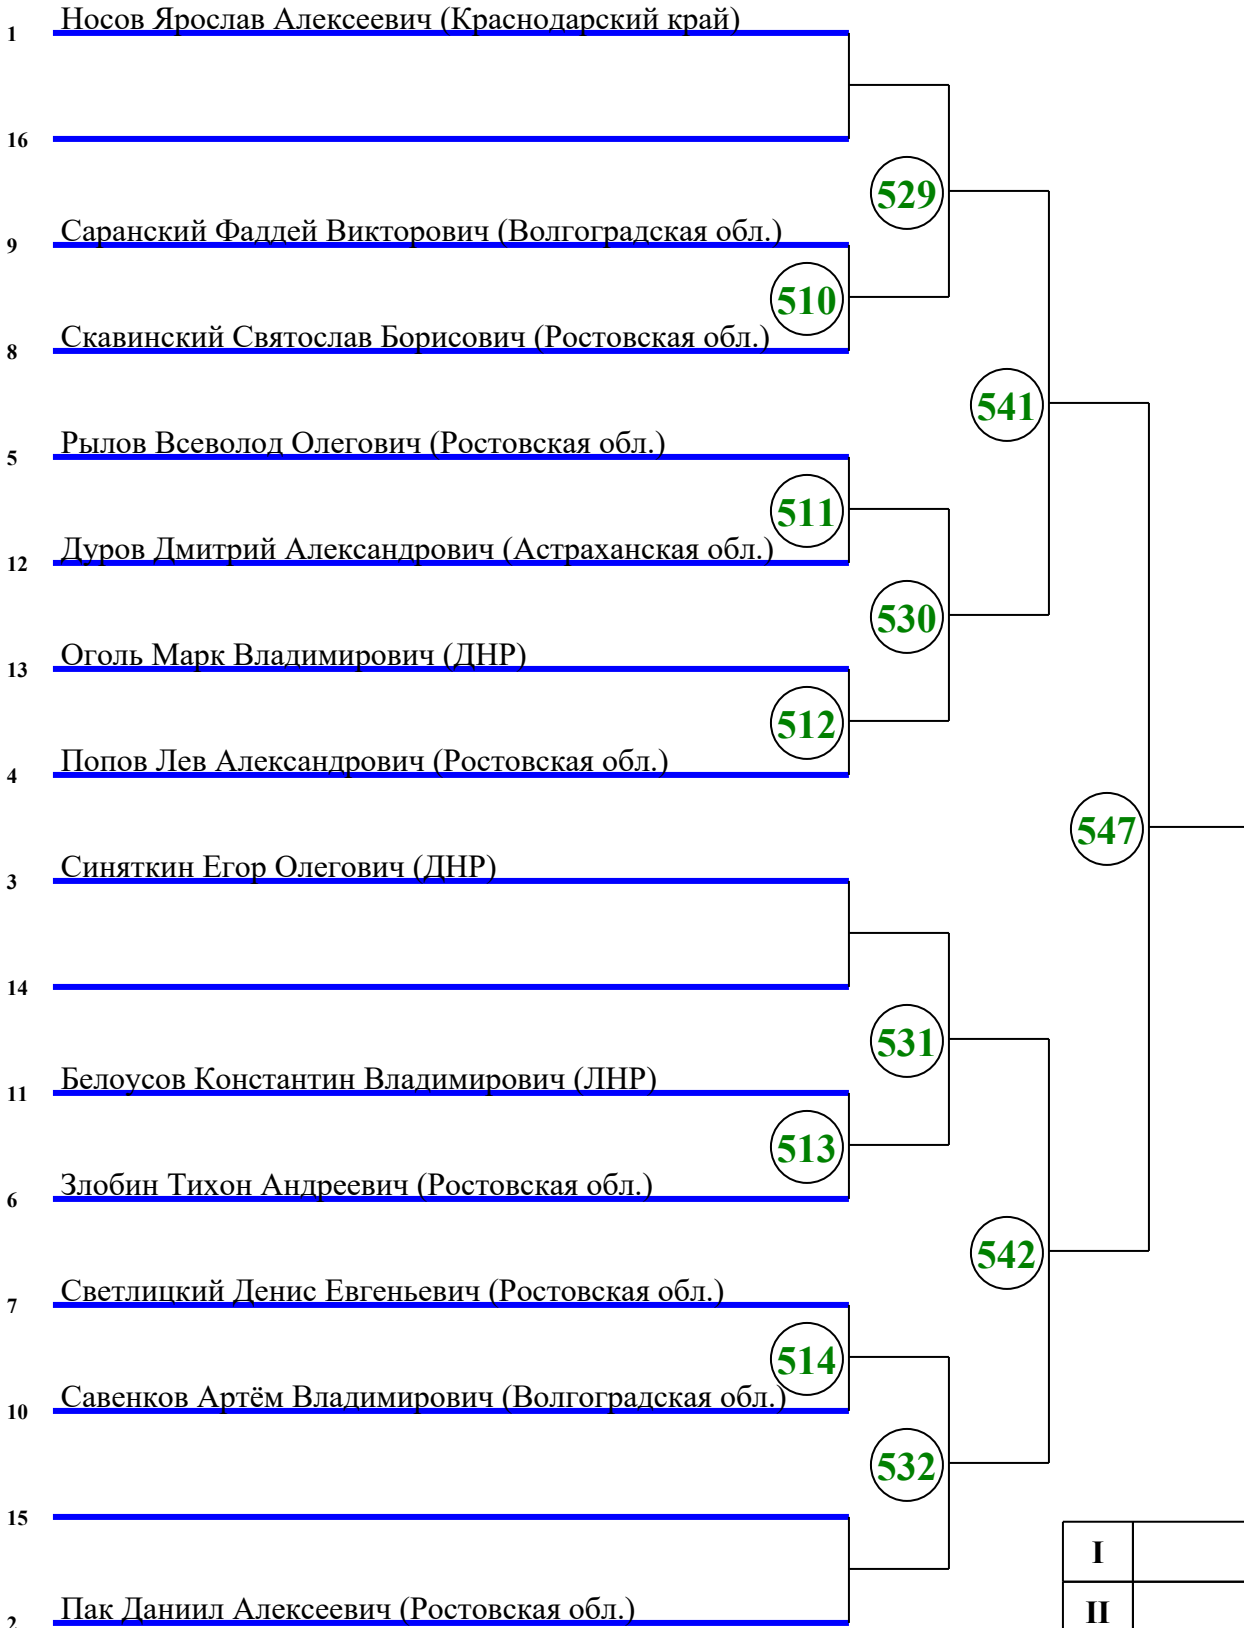 1 Носов Ярослав Алексеевич (Краснодарский край)
16
529
9 Саранский Фаддей Викторович (Волгоградская обл.)
510
8 Скавинский Святослав Борисович (Ростовская обл.)
541
5 Рылов Всеволод Олегович (Ростовская обл.)
511
12 Дуров Дмитрий Александрович (Астраханская обл.)
530
13 Оголь Марк Владимирович (ДНР)
512
4 Попов Лев Александрович (Ростовская обл.)
547
3 Синяткин Егор Олегович (ДНР)
14
531
11 Белоусов Константин Владимирович (ЛНР)
513
6 Злобин Тихон Андреевич (Ростовская обл.)
542
7 Светлицкий Денис Евгеньевич (Ростовская обл.)
514
10 Савенков Артём Владимирович (Волгоградская обл.)
532
15
I
2 Пак Даниил Алексеевич (Ростовская обл.)
II